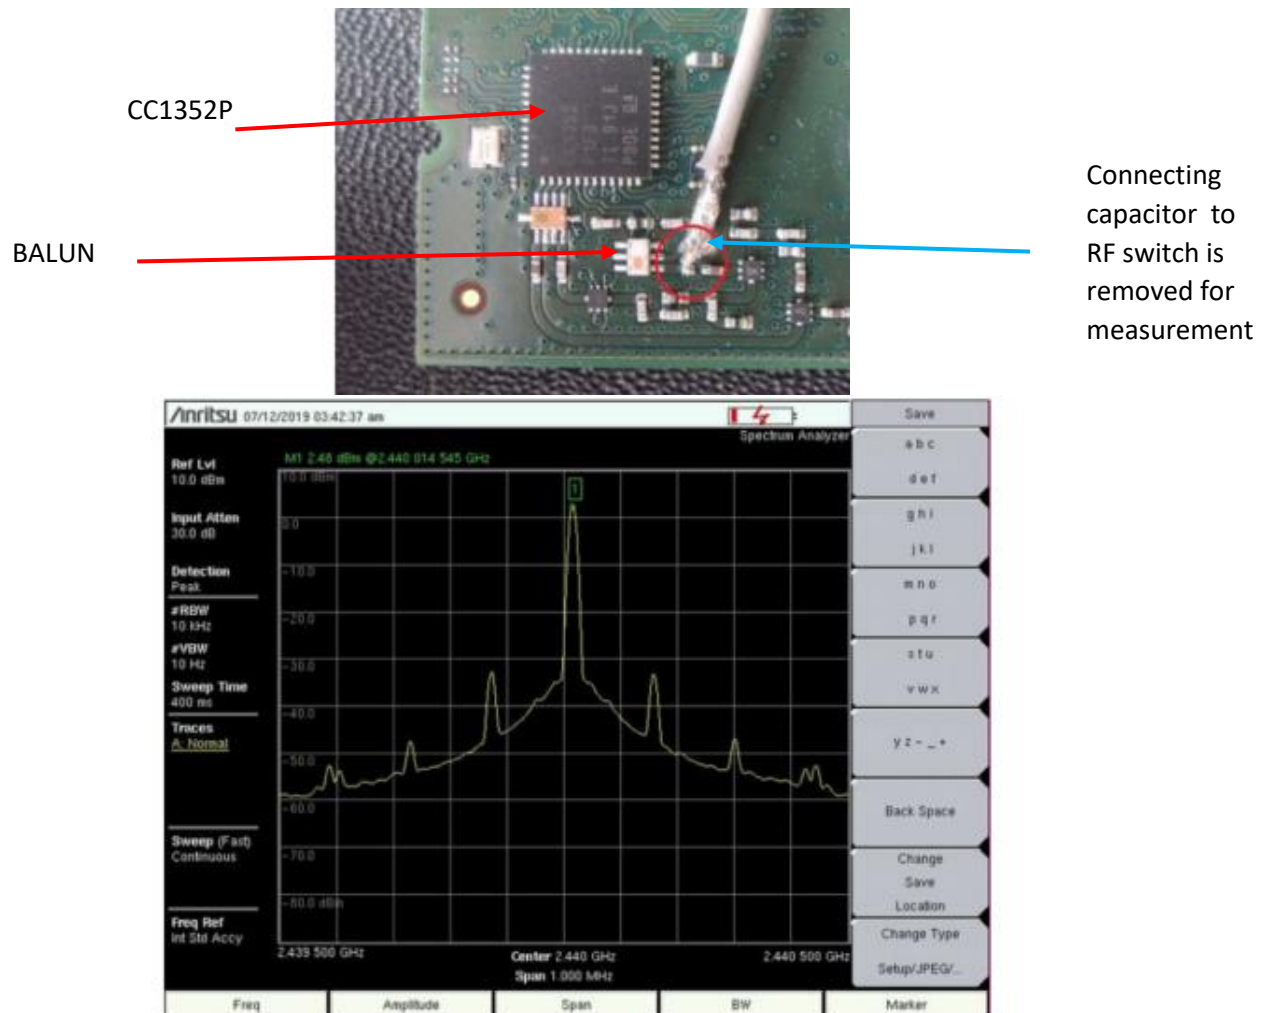 CC1352P
BALUN
Connecting
capacitor to
RF switch is
removed for
measurement
Anritsu 07/12/2019 03:42:37 am
Spectrum Analyzer
M1 2.48 dBm @2.440 014 545 GHz
Ref Lvl
10.0 dBm
Input Atten
30.0 dB
Detection
Peak
#RBW
10 kHz
#VBW
10 Hz
Sweep Time
400 ms
Traces
A: Normal
Sweep (Fast)
Continuous
Freq Ref
Int Std Accy
10.0 dBm
0.0
-10.0
-20.0
-30.0
-40.0
-50.0
-60.0
-70.0
-80.0 dBm
1
2.439 500 GHz
Center 2.440 GHz
2.440 500 GHz
Span 1.000 MHz
Save
a b c
d e f
g h i
j k l
m n o
p q r
s t u
v w x
y z - _ +
Back Space
Change
Save
Location
Change Type
Setup/JPEG/...
Freq
Amplitude
Span
BW
Marker